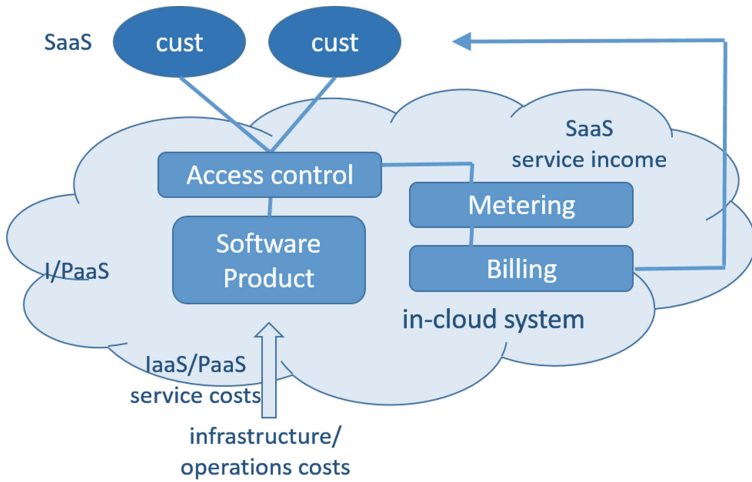 SaaS
cust
cust
SaaS
service income
Access control
Metering
Software
Product
I/PaaS
Billing
in-cloud system
IaaS/PaaS
service costs
infrastructure/
operations costs